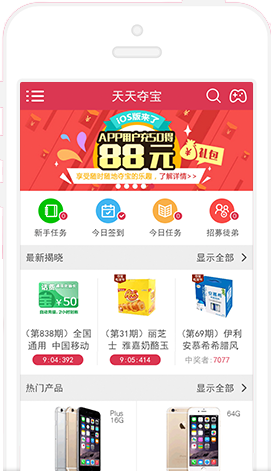 天天夺宝
IOS版来了
APP用户充50得
88元
¥礼包
享受随时随地夺宝的乐趣，了解详情>>
新手任务
今日签到
今日任务
招募徒弟
最新揭晓
显示全部
话费
¥50
（第838期）全国
通用 中国移动
9:04:392
（第31期）丽芝
士 雅嘉奶酪玉
9:05:414
（第69期）伊利
安慕希希腊风
中奖者:7077
热门产品
显示全部
Plus
16G
64G